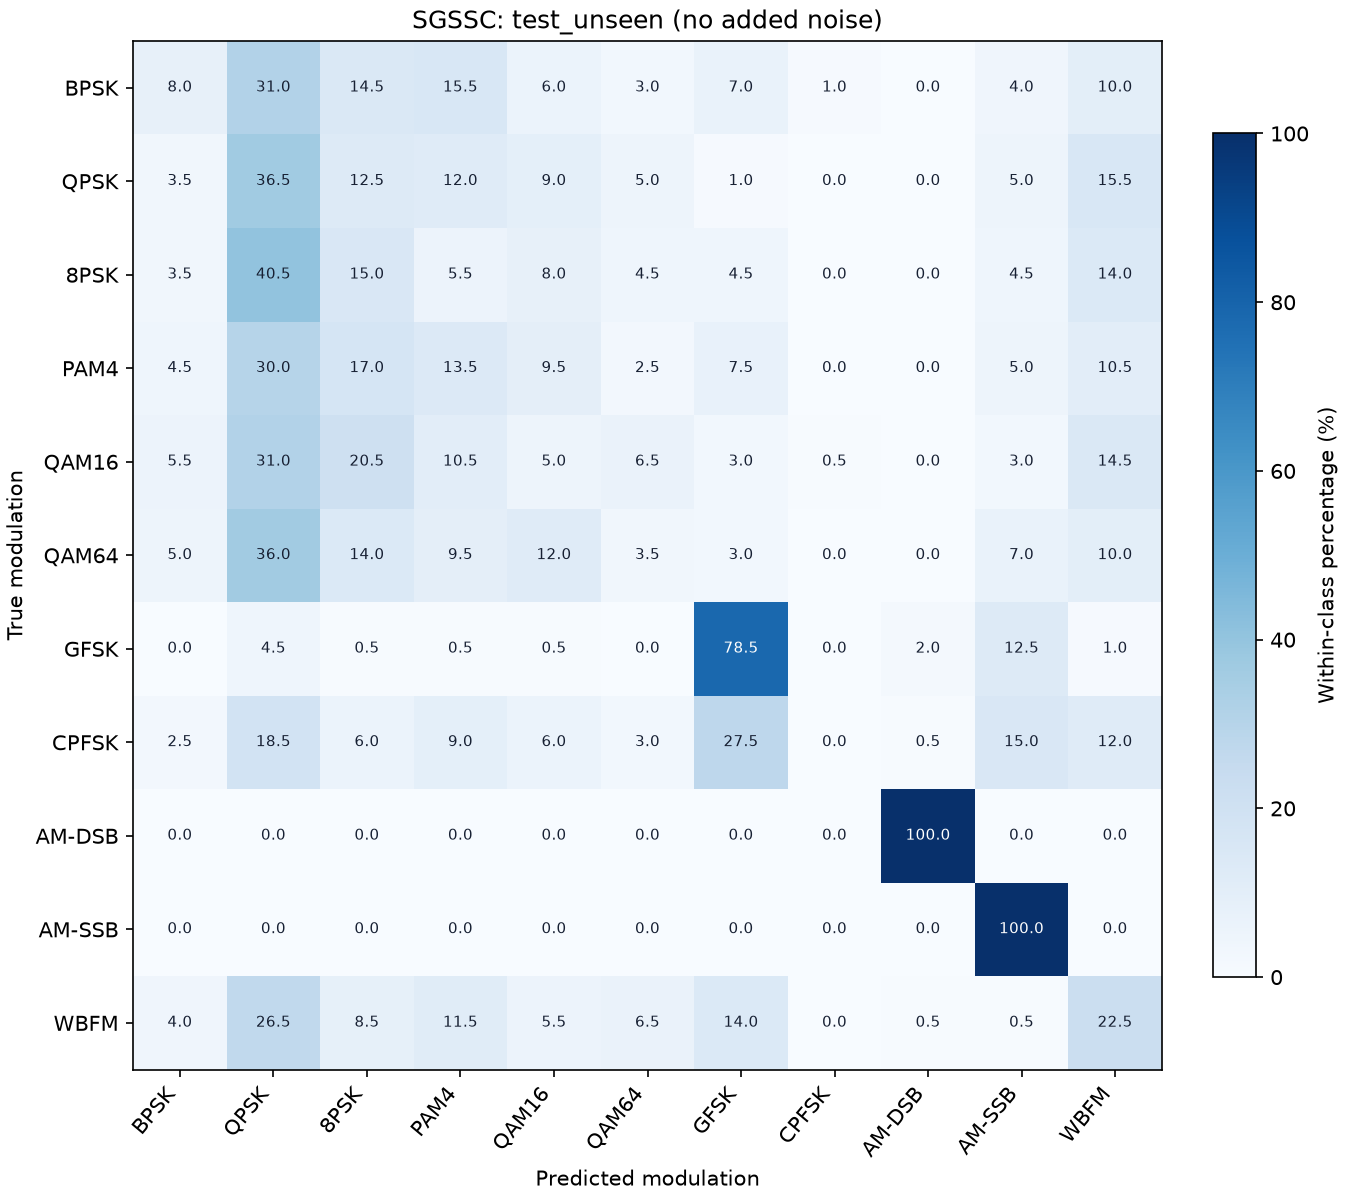 SGSSC: test_unseen (no added noise)
True modulation
BPSK 8.0 31.0 14.5 15.5 6.0 3.0 7.0 1.0 0.0 4.0 10.0
QPSK 3.5 36.5 12.5 12.0 9.0 5.0 1.0 0.0 0.0 5.0 15.5
8PSK 3.5 40.5 15.0 5.5 8.0 4.5 4.5 0.0 0.0 4.5 14.0
PAM4 4.5 30.0 17.0 13.5 9.5 2.5 7.5 0.0 0.0 5.0 10.5
QAM16 5.5 31.0 20.5 10.5 5.0 6.5 3.0 0.5 0.0 3.0 14.5
QAM64 5.0 36.0 14.0 9.5 12.0 3.5 3.0 0.0 0.0 7.0 10.0
GFSK 0.0 4.5 0.5 0.5 0.5 0.0 78.5 0.0 2.0 12.5 1.0
CPFSK 2.5 18.5 6.0 9.0 6.0 3.0 27.5 0.0 0.5 15.0 12.0
AM-DSB 0.0 0.0 0.0 0.0 0.0 0.0 0.0 0.0 100.0 0.0 0.0
AM-SSB 0.0 0.0 0.0 0.0 0.0 0.0 0.0 0.0 0.0 100.0 0.0
WBFM 4.0 26.5 8.5 11.5 5.5 6.5 14.0 0.0 0.5 0.5 22.5
BPSK QPSK 8PSK PAM4 QAM16 QAM64 GFSK CPFSK AM-DSB AM-SSB WBFM
Predicted modulation
100
80
60
40
20
0
Within-class percentage (%)